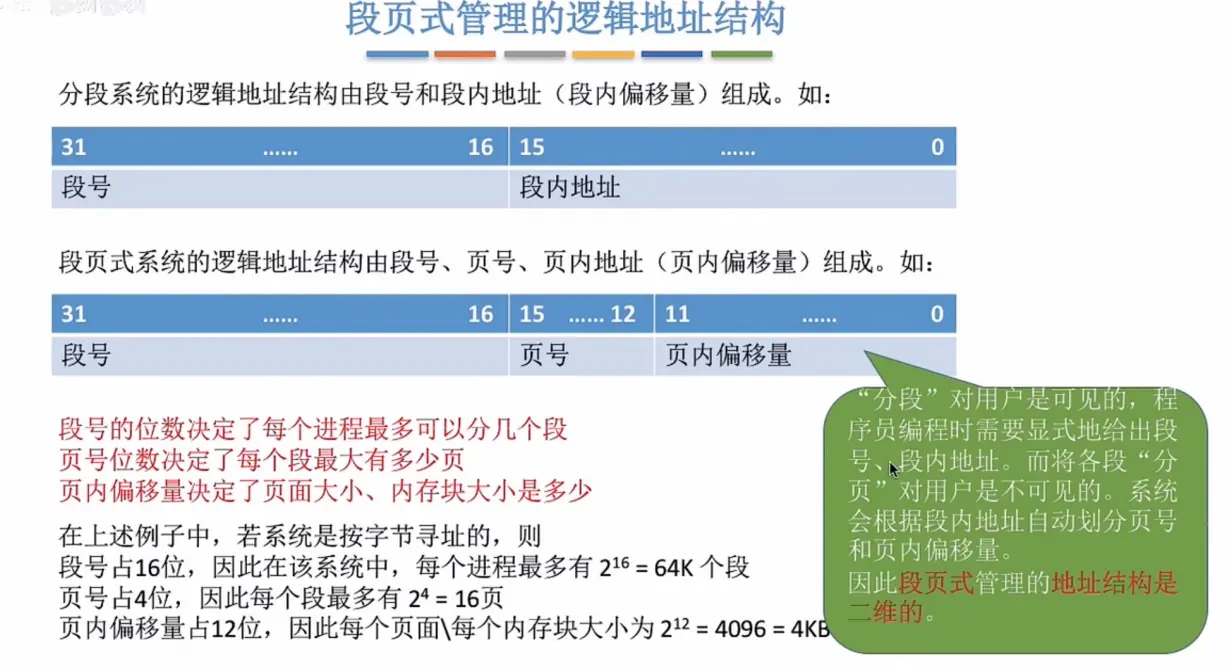 段页式管理的逻辑地址结构
分段系统的逻辑地址结构由段号和段内地址（段内偏移量）组成。如：
31 ...... 16 15 ...... 0
段号 段内地址
段页式系统的逻辑地址结构由段号、页号、页内地址（页内偏移量）组成。如：
31 ...... 16 15 ...... 12 11 ...... 0
段号 页号 页内偏移量
段号的位数决定了每个进程最多可以分几个段
页号位数决定了每个段最大有多少页
页内偏移量决定了页面大小、内存块大小是多少
在上述例子中，若系统是按字节寻址的，则
段号占16位，因此在该系统中，每个进程最多有 2¹⁶ = 64K 个段
页号占4位，因此每个段最多有 2⁴ = 16页
页内偏移量占12位，因此每个页面\每个内存块大小为 2¹² = 4096 = 4KB
“分段”对用户是可见的，程
序员编程时需要显式地给出段
号、段内地址。而将各段“分
页”对用户是不可见的。系统
会根据段内地址自动划分页号
和页内偏移量。
因此段页式管理的地址结构是
二维的。